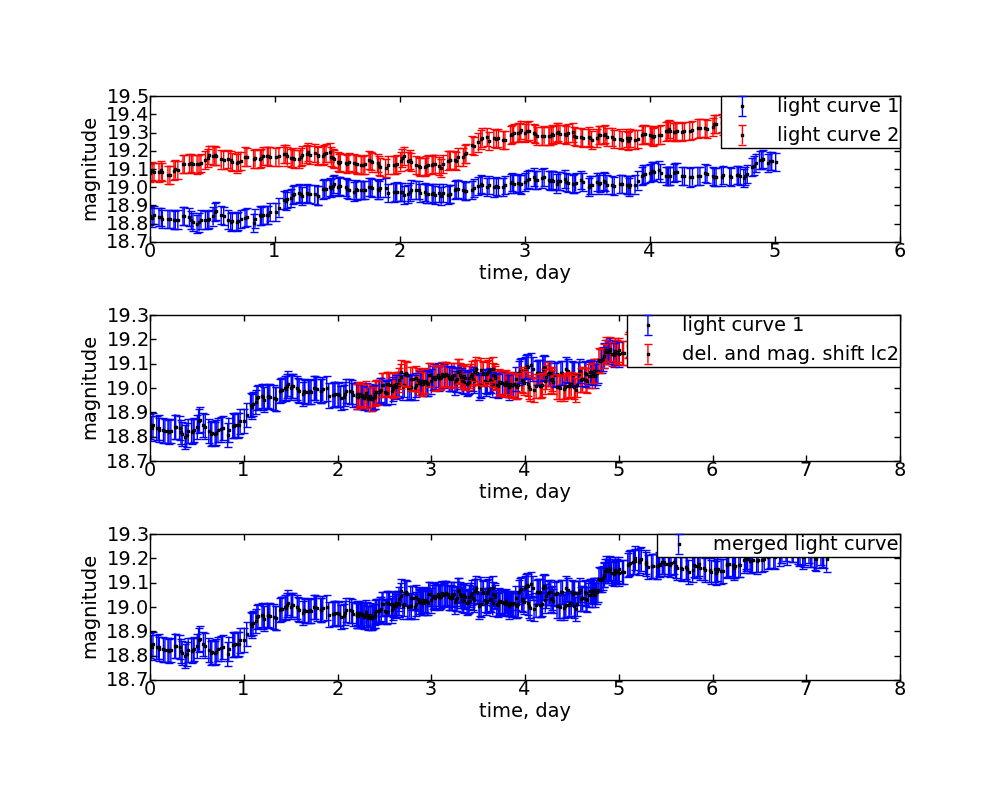 19.5
19.4
19.3
19.2
19.1
19.0
18.9
18.8
18.7
magnitude
light curve 1
light curve 2
0 1 2 3 4 5 6
time, day
19.3
19.2
19.1
19.0
18.9
18.8
18.7
magnitude
light curve 1
del. and mag. shift lc2
0 1 2 3 4 5 6 7 8
time, day
19.3
19.2
19.1
19.0
18.9
18.8
18.7
magnitude
merged light curve
0 1 2 3 4 5 6 7 8
time, day